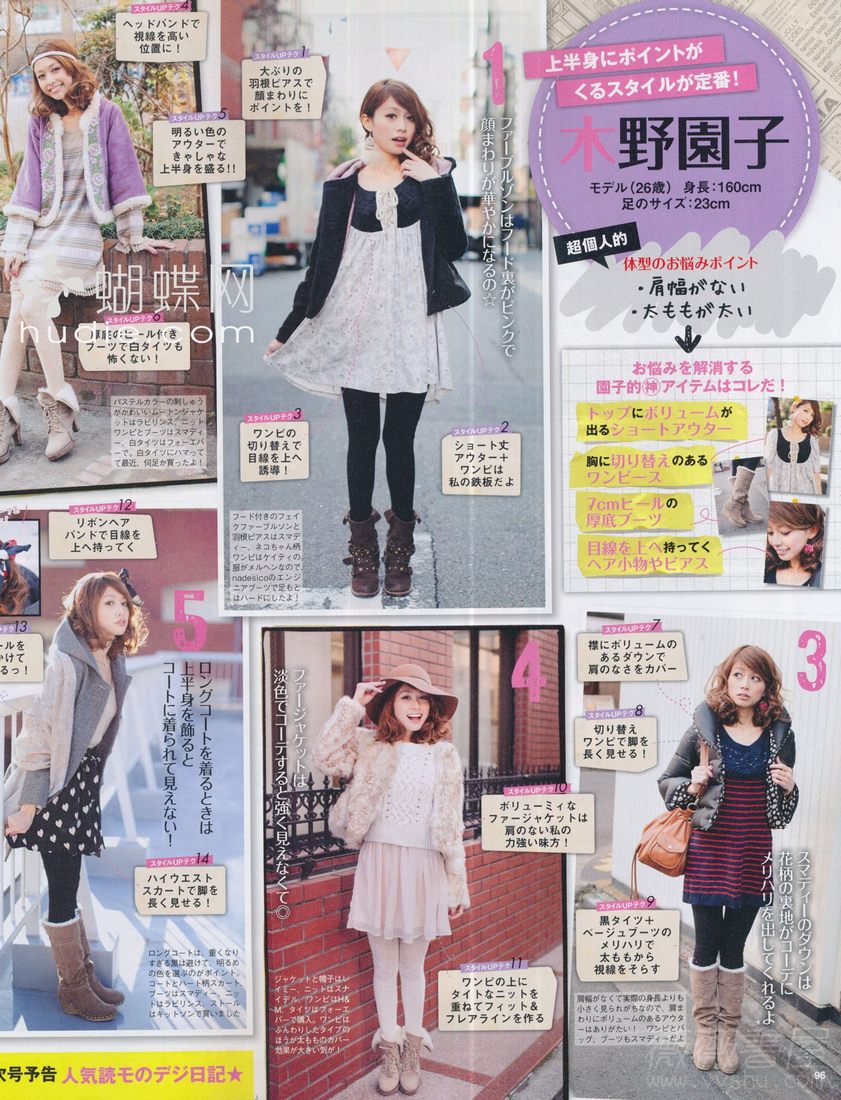 上半身にポイントが
くるスタイルが定番！
木野園子
モデル(26歳) 身長：160cm
足のサイズ：23cm
超個人的
体型のお悩みポイント
・肩幅がない
・太ももが太い
お悩みを解消する
園子的神アイテムはコレだ！
トップにボリュームが
出るショートアウター
胸に切り替えのある
ワンピース
7cmヒールの
厚底ブーツ
目線を上へ持ってく
ヘア小物やピアス
1
ファーブルゾンはフード裏がピンクで
顔まわりが華やかになるの☆
スタイルUPテク1
大ぶりの
羽根ピアスで
顔まわりに
ポイントを！
スタイルUPテク2
ショート丈
アウター＋
ワンピは
私の鉄板だよ
スタイルUPテク3
ワンピの
切り替えで
目線を上へ
誘導！
フード付きのフェイ
クファーブルゾンと
羽根ピアスはスマデ
ィー、ネコちゃん柄
ワンピはケイティの
服がメルヘンなので
nadesicoのエンジ
ニアブーツで足もと
はハードにしたよ！
スタイルUPテク4
ヘッドバンドで
視線を高い
位置に！
スタイルUPテク5
明るい色の
アウターで
きゃしゃな
上半身を盛る!!
スタイルUPテク6
厚底のヒール付き
ブーツで白タイツも
怖くない！
パステルカラーの刺しゅう
がかわいいムートンジャケ
ットはラビリンス、ニット
ワンピとブーツはスマディ
ー、白タイツはフォーエバ
ーで。白タイツにハマって
て最近、何足か買ったよ！
蝴蝶网
hudie.com
3
スマディーのダウンは
花柄の裏地がコーデに
メリハリを出してくれるよ
スタイルUPテク7
襟にボリュームの
あるダウンで
肩のなさをカバー
スタイルUPテク8
切り替え
ワンピで脚を
長く見せる！
スタイルUPテク9
黒タイツ＋
ベージュブーツの
メリハリで
太ももから
視線をそらす
肩幅がなくて実際の身長よりも
小さく見られがちなので、肩ま
わりにボリュームのあるアウタ
ーはありがたい！ ワンピとバ
ッグ、ブーツもスマディーだよ
4
ファージャケットは
淡色でコーデすると強く見えなくて◎
スタイルUPテク10
ボリューミィな
ファージャケットは
肩のない私の
力強い味方！
スタイルUPテク11
ワンピの上に
タイトなニットを
重ねてフィット＆
フレアラインを作る
ジャケットと帽子はレ
イミー、ニットはスナ
イデル、ワンピはH&
M、タイツはフォーエ
バーで購入。ワンピは
ふんわりしたタイプの
ほうが太もものカバー
効果が大きい気が！
5
ロングコートを着るときは
上半身を飾ると
コートに着られて見えない！
スタイルUPテク12
リボンヘア
バンドで目線を
上へ持ってく
テク13
ールを
かけて
るっ！
スタイルUPテク14
ハイウエスト
スカートで脚を
長く見せる！
ロングコートは、重くなり
すぎる黒は避けて、明るめ
の色を選ぶのがポイント。
コートとハート柄スカート、
ブーツはスマディー、ニット
はラビリンス、ストール
はキットソンで買いました
次号予告 人気読モのデジ日記★
96